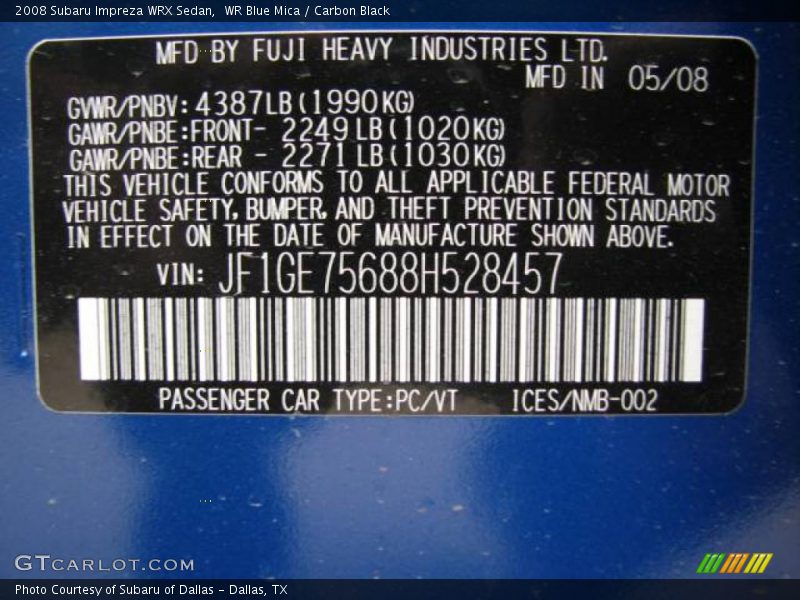 2008 Subaru Impreza WRX Sedan,  WR Blue Mica / Carbon Black
MFD BY FUJI HEAVY INDUSTRIES LTD.
MFD IN 05/08
GVWR/PNBV: 4387LB(1990KG)
GAWR/PNBE:FRONT- 2249LB(1020KG)
GAWR/PNBE:REAR - 2271LB(1030KG)
THIS VEHICLE CONFORMS TO ALL APPLICABLE FEDERAL MOTOR
VEHICLE SAFETY, BUMPER, AND THEFT PREVENTION STANDARDS
IN EFFECT ON THE DATE OF MANUFACTURE SHOWN ABOVE.
VIN: JF1GE75688H528457
PASSENGER CAR TYPE:PC/VT ICES/NMB-002
GTCARLOT.COM
Photo Courtesy of Subaru of Dallas - Dallas, TX